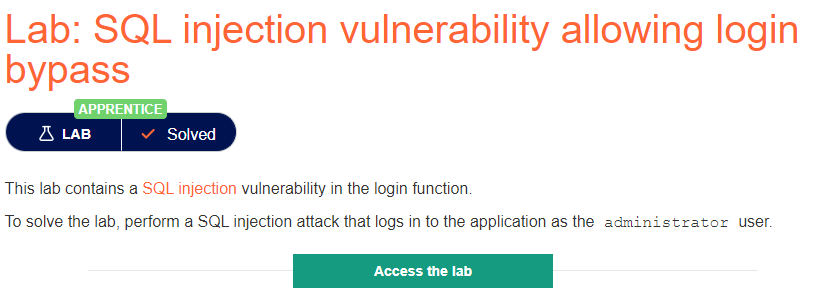 Lab: SQL injection vulnerability allowing login
bypass
APPRENTICE
LAB Solved
This lab contains a SQL injection vulnerability in the login function.
To solve the lab, perform a SQL injection attack that logs in to the application as the administrator user.
Access the lab